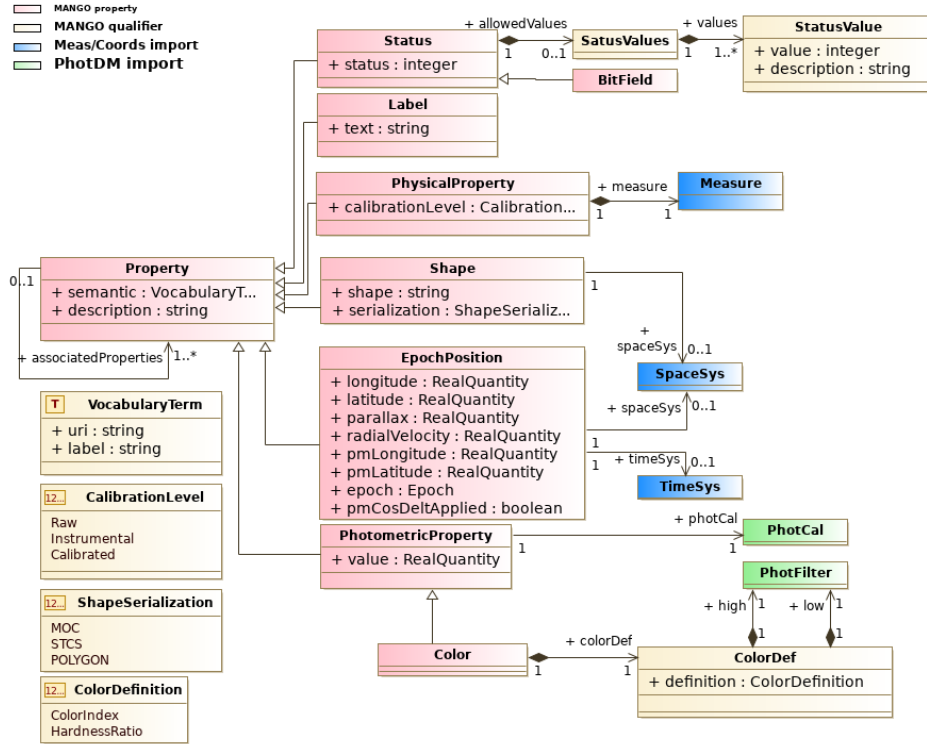 MANGO property
MANGO qualifier
Meas/Coords import
PhotDM import
Status
+ status : integer
+ allowedValues
1
0..1
SatusValues
+ values
1
1..*
StatusValue
+ value : integer
+ description : string
BitField
Label
+ text : string
PhysicalProperty
+ calibrationLevel : Calibration...
+ measure
1
1
Measure
Property
+ semantic : VocabularyT...
+ description : string
0..1
+ associatedProperties
1..*
Shape
+ shape : string
+ serialization : ShapeSerializ...
1
+
spaceSys
0..1
SpaceSys
EpochPosition
+ longitude : RealQuantity
+ latitude : RealQuantity
+ parallax : RealQuantity
+ radialVelocity : RealQuantity
+ pmLongitude : RealQuantity
+ pmLatitude : RealQuantity
+ epoch : Epoch
+ pmCosDeltApplied : boolean
+ spaceSys
0..1
1
1
+ timeSys
0..1
TimeSys
T
VocabularyTerm
+ uri : string
+ label : string
12...
CalibrationLevel
Raw
Instrumental
Calibrated
PhotometricProperty
+ value : RealQuantity
1
+ photCal
1
PhotCal
PhotFilter
+ high
1
+ low
1
1
1
12...
ShapeSerialization
MOC
STCS
POLYGON
Color
1
+ colorDef
1
ColorDef
+ definition : ColorDefinition
12...
ColorDefinition
ColorIndex
HardnessRatio